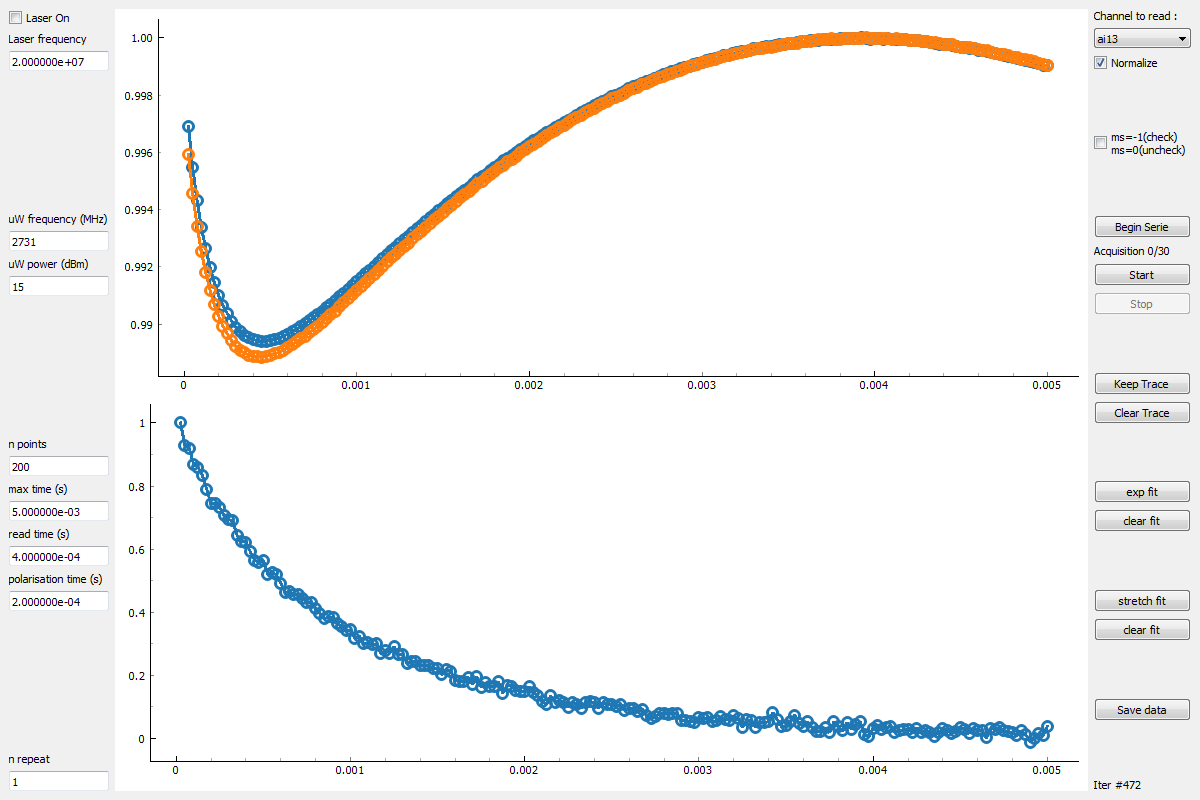 Laser On
Laser frequency
2.000000e+07
uW frequency (MHz)
2731
uW power (dBm)
15
n points
200
max time (s)
5.000000e-03
read time (s)
4.000000e-04
polarisation time (s)
2.000000e-04
n repeat
1
1.00
0.998
0.996
0.994
0.992
0.99
0
0.001
0.002
0.003
0.004
0.005
1
0.8
0.6
0.4
0.2
0
0
0.001
0.002
0.003
0.004
0.005
Channel to read :
ai13
Normalize
ms=-1(check)
ms=0(uncheck)
Begin Serie
Acquisition 0/30
Start
Stop
Keep Trace
Clear Trace
exp fit
clear fit
stretch fit
clear fit
Save data
Iter #472